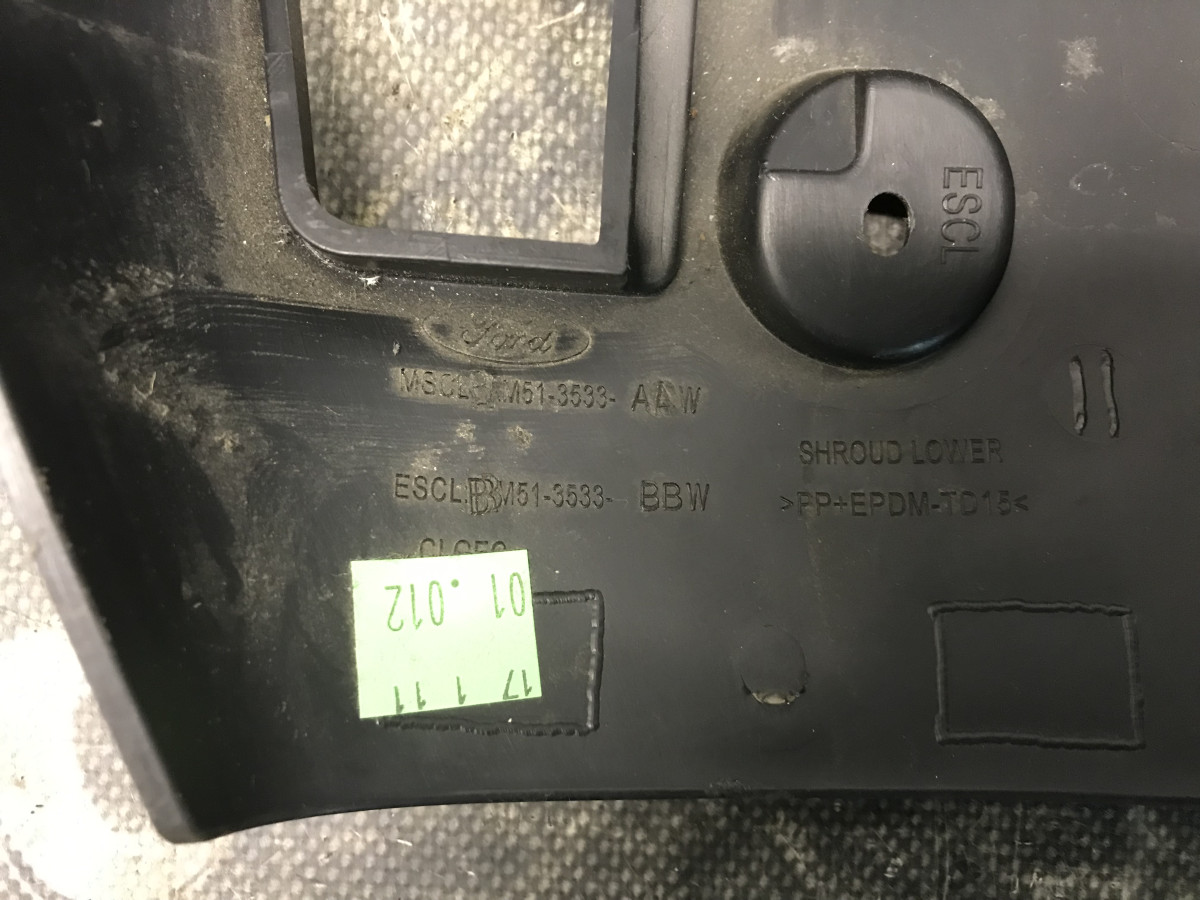 ESCL
Ford
MSCL M51-3533- AAW
ESCL BM51-3533- BBW
SHROUD LOWER
>PP+EPDM-TD15<
01 .012
17 1 11